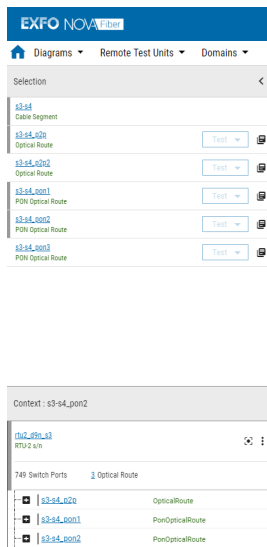 EXFO NOVA Fiber
Diagrams Remote Test Units Domains
Selection
s3-s4
Cable Segment
s3-s4_p2p
Optical Route
Test
s3-s4_p2p2
Optical Route
Test
s3-s4_pon1
PON Optical Route
Test
s3-s4_pon2
PON Optical Route
Test
s3-s4_pon3
PON Optical Route
Test
Context : s3-s4_pon2
rtu2_d9n_s3
RTU-2 s/n
749 Switch Ports 3 Optical Route
s3-s4_p2p OpticalRoute
s3-s4_pon1 PonOpticalRoute
s3-s4_pon2 PonOpticalRoute